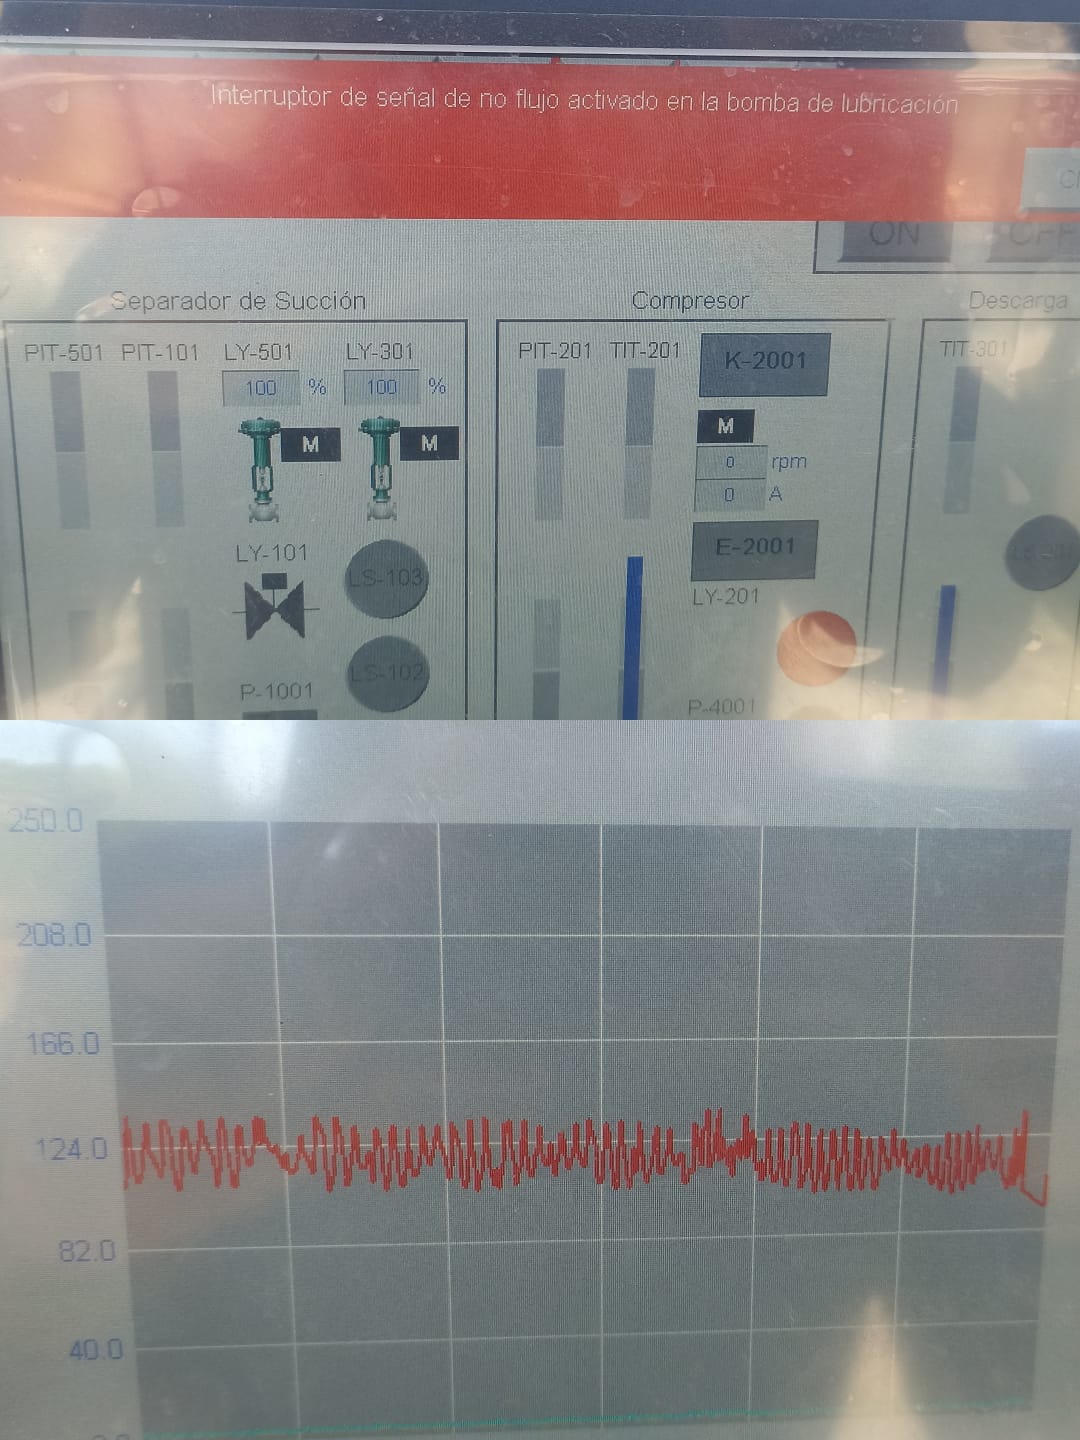 Interruptor de señal de no flujo activado en la bomba de lubricación
ON OFF
Separador de Succión
Compresor
Descarga
PIT-501 PIT-101 LY-501 LY-301
PIT-201 TIT-201
TIT-301
K-2001
100 % 100 %
M M
M
0 rpm
0 A
E-2001
LY-101
LS-103
LY-201
LS-102
P-1001
P-4001
250.0
208.0
166.0
124.0
82.0
40.0